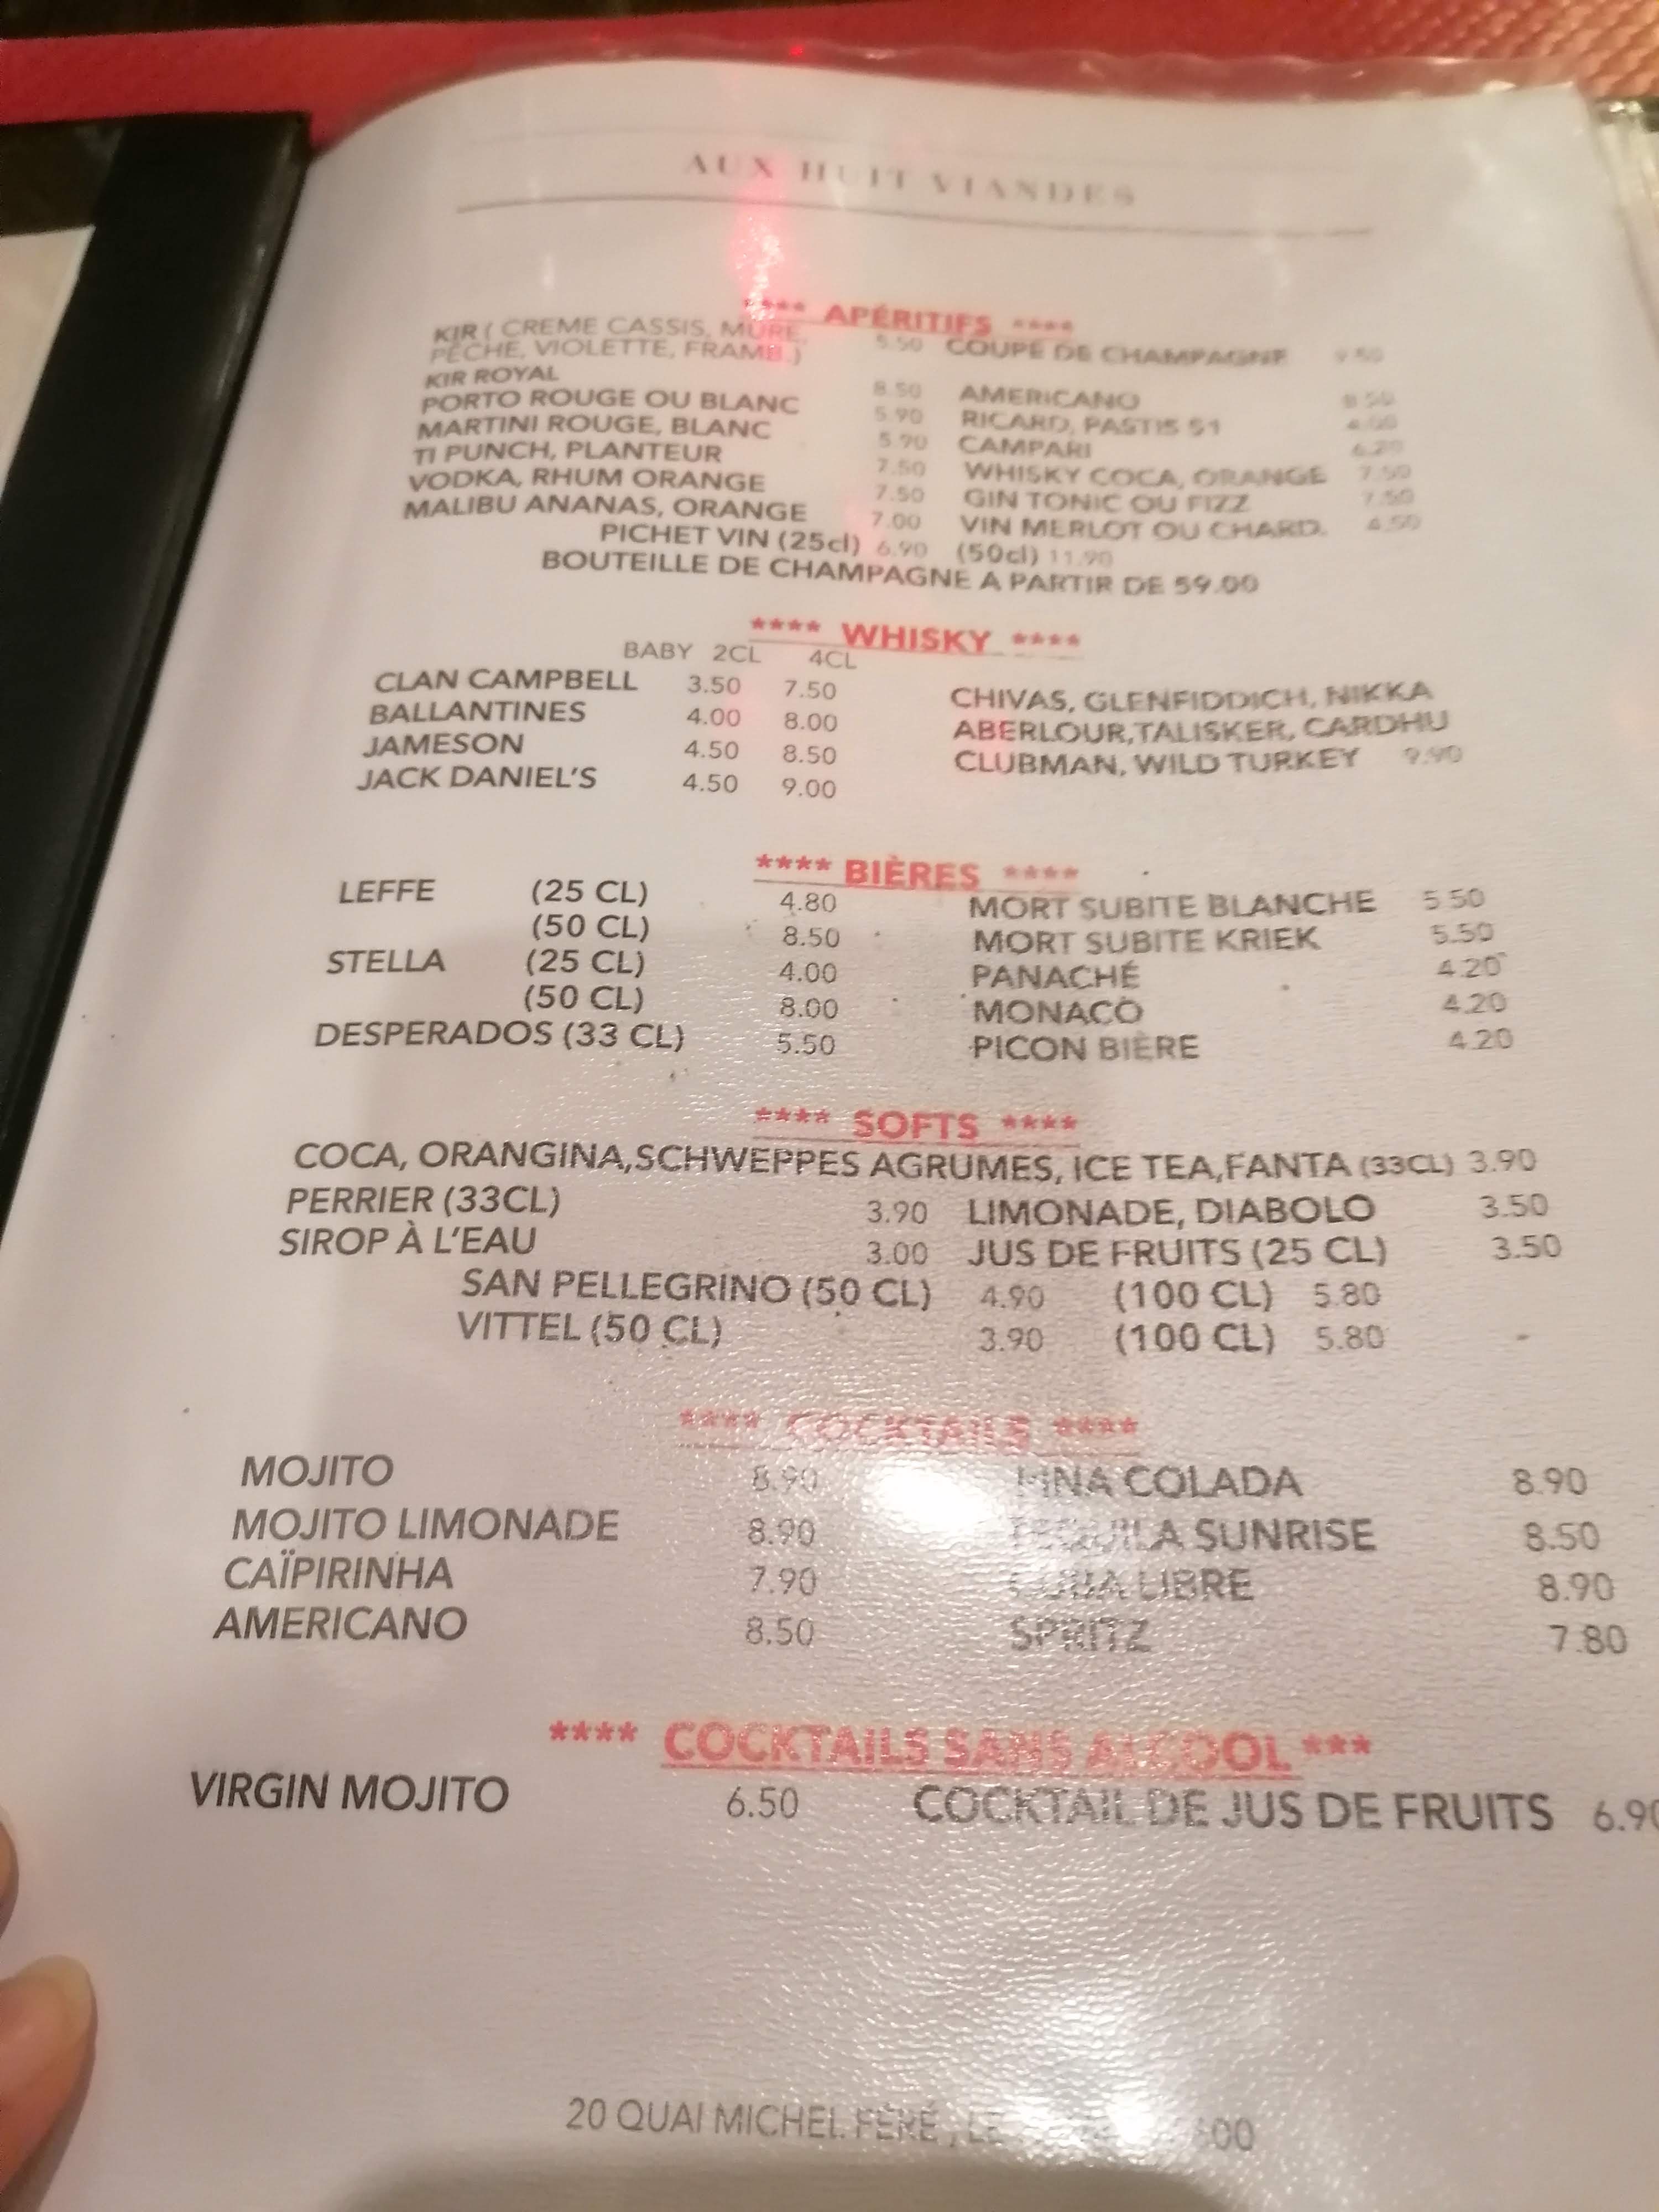 AUX HUIT VIANDES
**** APÉRITIFS ****
KIR ( CREME CASSIS, MURE,
PÊCHE, VIOLETTE, FRAMB.) 5.50 COUPE DE CHAMPAGNE 9.50
KIR ROYAL 8.50 AMERICANO 8.50
PORTO ROUGE OU BLANC 5.90 RICARD, PASTIS 51
MARTINI ROUGE, BLANC 5.90 CAMPARI 6.20
TI PUNCH, PLANTEUR 7.50 WHISKY COCA, ORANGE 7.50
VODKA, RHUM ORANGE 7.50 GIN TONIC OU FIZZ 7.50
MALIBU ANANAS, ORANGE 7.00 VIN MERLOT OU CHARD. 4.50
PICHET VIN (25cl) 6.90 (50cl) 11.90
BOUTEILLE DE CHAMPAGNE A PARTIR DE 59.00
**** WHISKY ****
BABY 2CL 4CL
CLAN CAMPBELL 3.50 7.50 CHIVAS, GLENFIDDICH, NIKKA
BALLANTINES 4.00 8.00 ABERLOUR,TALISKER, CARDHU
JAMESON 4.50 8.50 CLUBMAN, WILD TURKEY 9.90
JACK DANIEL'S 4.50 9.00
**** BIÈRES ****
LEFFE (25 CL) 4.80 MORT SUBITE BLANCHE 5.50
(50 CL) 8.50 MORT SUBITE KRIEK 5.50
STELLA (25 CL) 4.00 PANACHÉ 4.20
(50 CL) 8.00 MONACO 4.20
DESPERADOS (33 CL) 5.50 PICON BIÈRE 4.20
**** SOFTS ****
COCA, ORANGINA,SCHWEPPES AGRUMES, ICE TEA,FANTA (33CL) 3.90
PERRIER (33CL) 3.90 LIMONADE, DIABOLO 3.50
SIROP À L'EAU 3.00 JUS DE FRUITS (25 CL) 3.50
SAN PELLEGRINO (50 CL) 4.90 (100 CL) 5.80
VITTEL (50 CL) 3.90 (100 CL) 5.80
**** COCKTAILS ****
MOJITO 8.90 PINA COLADA 8.90
MOJITO LIMONADE 8.90 TEQUILA SUNRISE 8.50
CAÏPIRINHA 7.90 CUBA LIBRE 8.90
AMERICANO 8.50 SPRITZ 7.80
**** COCKTAILS SANS ALCOOL ***
VIRGIN MOJITO 6.50 COCKTAIL DE JUS DE FRUITS 6.90
20 QUAI MICHEL FÉRÉ , LE